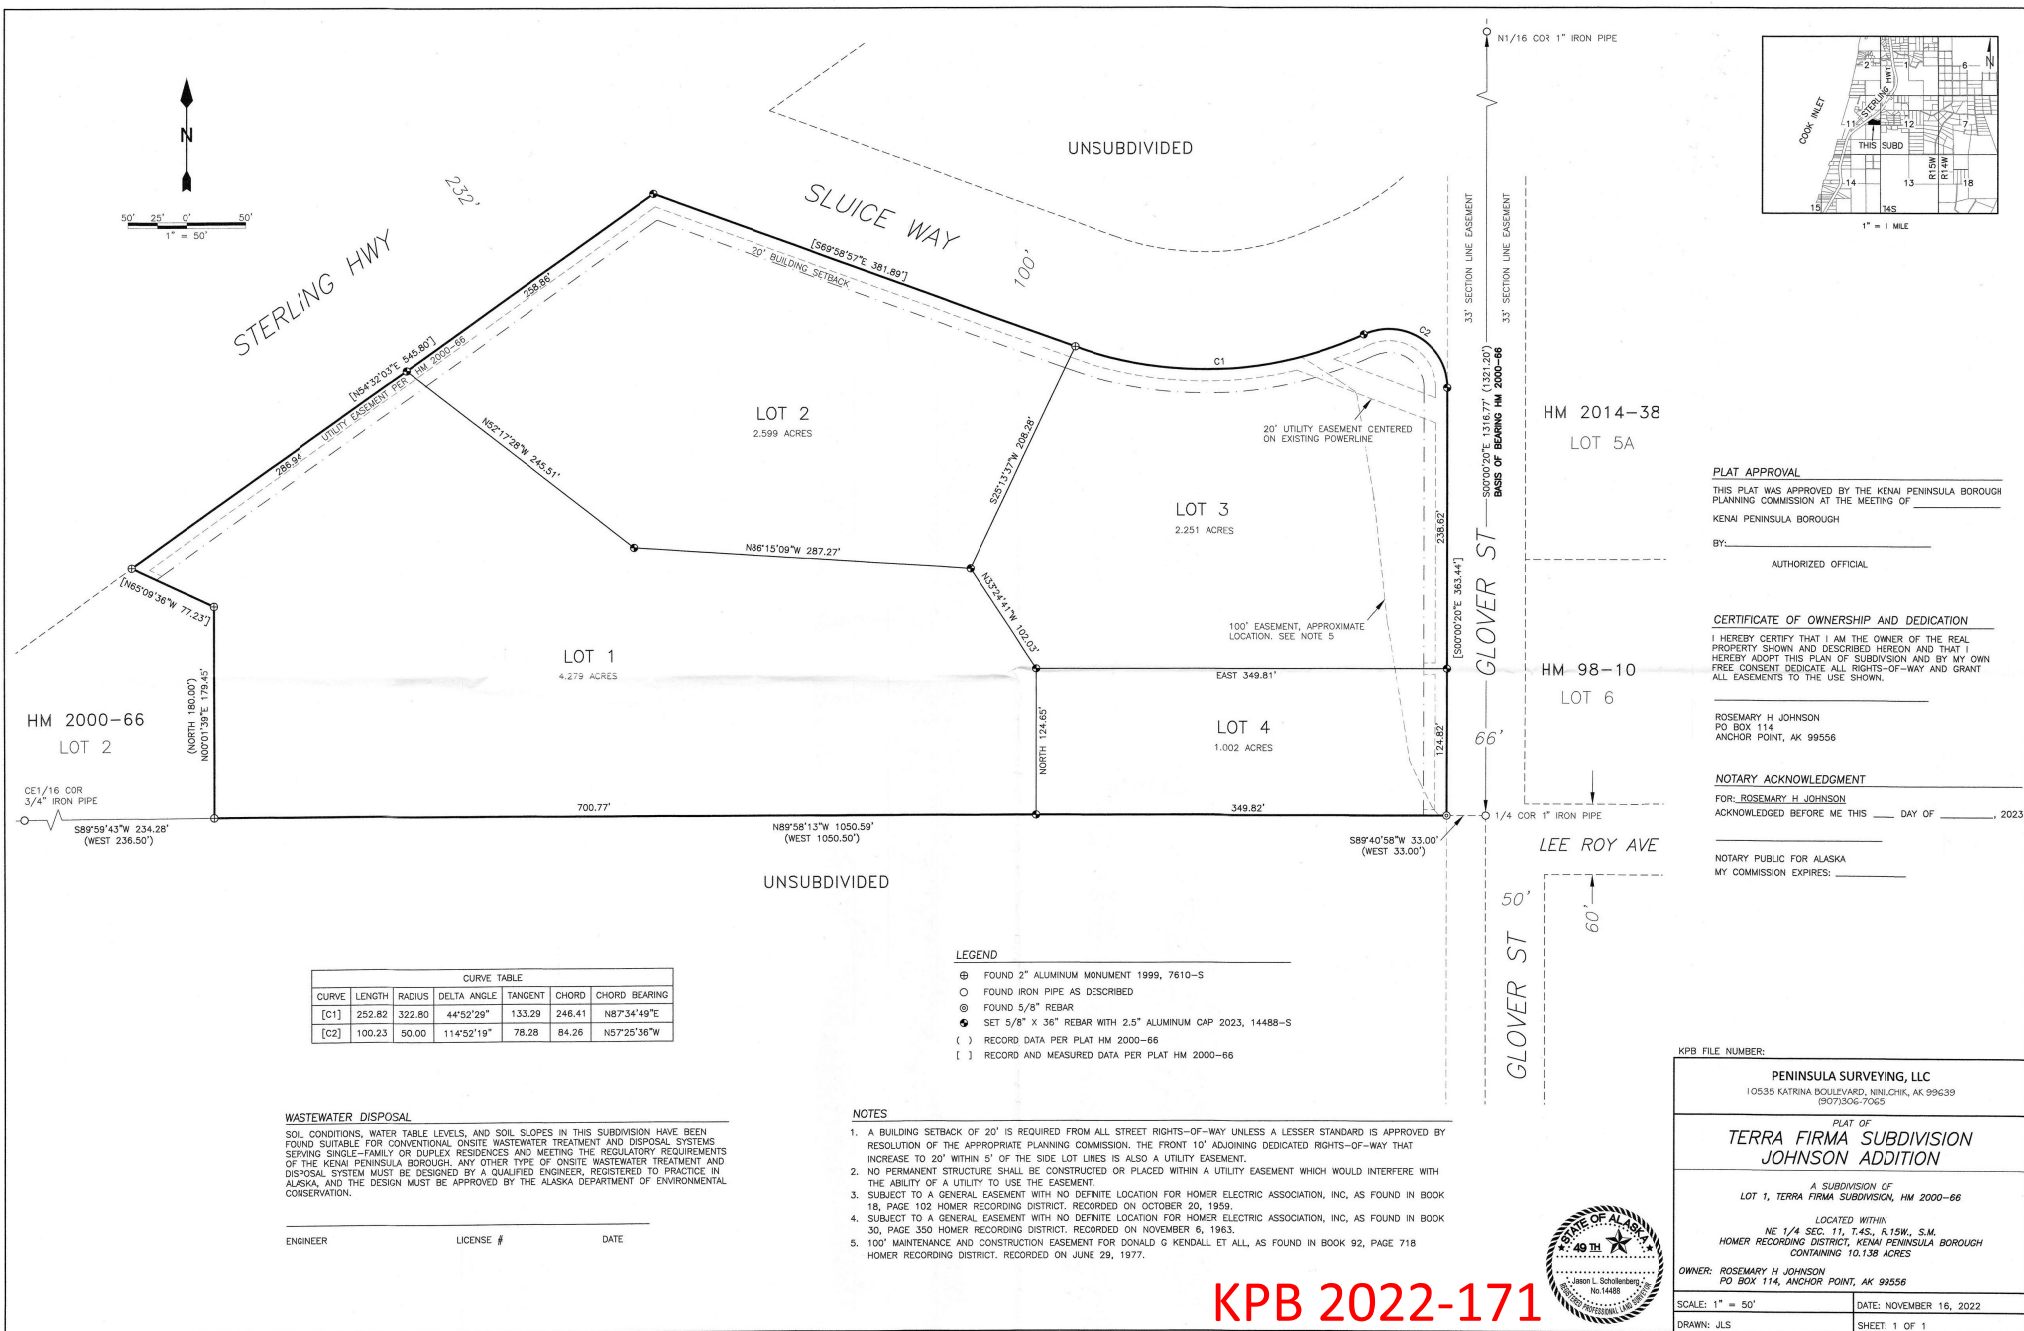 N1/16 COR 1" IRON PIPE
N
50' 25' 0' 50'
1" = 50'
232'
STERLING HWY
SLUICE WAY
100'
UNSUBDIVIDED
33' SECTION LINE EASEMENT
33' SECTION LINE EASEMENT
N
2
1
6
STERLING HWY
COOK INLET
11
12
7
THIS SUBD
R15W
R14W
14
13
18
15
T4S
1" = 1 MILE
[S69°58'57"E 381.89']
20' BUILDING SETBACK
258.86'
[N54°32'03"E 545.80']
UTILITY EASEMENT PER HM 2000-66
286.94'
C1
C2
S00°00'20"E 1316.77' (1321.20')
BASIS OF BEARING HM 2000-66
LOT 2
2.599 ACRES
N52°17'28"W 245.51'
S25°13'37"W 208.28'
20' UTILITY EASEMENT CENTERED
ON EXISTING POWERLINE
HM 2014-38
LOT 5A
LOT 3
2.251 ACRES
238.62'
[S00°00'20"E 363.44']
GLOVER ST
N86°15'09"W 287.27'
N33°24'41"W 102.03'
[N65°09'36"W 77.23']
100' EASEMENT, APPROXIMATE
LOCATION. SEE NOTE 5
LOT 1
4.279 ACRES
EAST 349.81'
HM 98-10
LOT 6
HM 2000-66
LOT 2
(NORTH 180.00')
N00°01'39"E 179.45'
NORTH 124.65'
LOT 4
1.002 ACRES
124.82'
66'
CE1/16 COR
3/4" IRON PIPE
S89°59'43"W 234.28'
(WEST 236.50')
700.77'
N89°58'13"W 1050.59'
(WEST 1050.50')
349.82'
S89°40'58"W 33.00'
(WEST 33.00')
1/4 COR 1" IRON PIPE
LEE ROY AVE
UNSUBDIVIDED
50'
60'
GLOVER ST
PLAT APPROVAL
THIS PLAT WAS APPROVED BY THE KENAI PENINSULA BOROUGH
PLANNING COMMISSION AT THE MEETING OF
KENAI PENINSULA BOROUGH
BY:
AUTHORIZED OFFICIAL
CERTIFICATE OF OWNERSHIP AND DEDICATION
I HEREBY CERTIFY THAT I AM THE OWNER OF THE REAL
PROPERTY SHOWN AND DESCRIBED HEREON AND THAT I
HEREBY ADOPT THIS PLAN OF SUBDIVSION AND BY MY OWN
FREE CONSENT DEDICATE ALL RIGHTS-OF-WAY AND GRANT
ALL EASEMENTS TO THE USE SHOWN.
ROSEMARY H JOHNSON
PO BOX 114
ANCHOR POINT, AK 99556
NOTARY ACKNOWLEDGMENT
FOR: ROSEMARY H JOHNSON
ACKNOWLEDGED BEFORE ME THIS ____ DAY OF ________, 2023
NOTARY PUBLIC FOR ALASKA
MY COMMISSION EXPIRES:
CURVE TABLE
CURVE LENGTH RADIUS DELTA ANGLE TANGENT CHORD CHORD BEARING
[C1] 252.82 322.80 44°52'29" 133.29 246.41 N87°34'49"E
[C2] 100.23 50.00 114°52'19" 78.28 84.26 N57°25'36"W
LEGEND
FOUND 2" ALUMINUM MONUMENT 1999, 7610-S
FOUND IRON PIPE AS DESCRIBED
FOUND 5/8" REBAR
SET 5/8" X 36" REBAR WITH 2.5" ALUMINUM CAP 2023, 14488-S
( ) RECORD DATA PER PLAT HM 2000-66
[ ] RECORD AND MEASURED DATA PER PLAT HM 2000-66
WASTEWATER DISPOSAL
SOIL CONDITIONS, WATER TABLE LEVELS, AND SOIL SLOPES IN THIS SUBDIVISION HAVE BEEN
FOUND SUITABLE FOR CONVENTIONAL ONSITE WASTEWATER TREATMENT AND DISPOSAL SYSTEMS
SERVING SINGLE-FAMILY OR DUPLEX RESIDENCES AND MEETING THE REGULATORY REQUIREMENTS
OF THE KENAI PENINSULA BOROUGH. ANY OTHER TYPE OF ONSITE WASTEWATER TREATMENT AND
DISPOSAL SYSTEM MUST BE DESIGNED BY A QUALIFIED ENGINEER, REGISTERED TO PRACTICE IN
ALASKA, AND THE DESIGN MUST BE APPROVED BY THE ALASKA DEPARTMENT OF ENVIRONMENTAL
CONSERVATION.
ENGINEER LICENSE # DATE
NOTES
1. A BUILDING SETBACK OF 20' IS REQUIRED FROM ALL STREET RIGHTS-OF-WAY UNLESS A LESSER STANDARD IS APPROVED BY
RESOLUTION OF THE APPROPRIATE PLANNING COMMISSION. THE FRONT 10' ADJOINING DEDICATED RIGHTS-OF-WAY THAT
INCREASE TO 20' WITHIN 5' OF THE SIDE LOT LINES IS ALSO A UTILITY EASEMENT.
2. NO PERMANENT STRUCTURE SHALL BE CONSTRUCTED OR PLACED WITHIN A UTILITY EASEMENT WHICH WOULD INTERFERE WITH
THE ABILITY OF A UTILITY TO USE THE EASEMENT.
3. SUBJECT TO A GENERAL EASEMENT WITH NO DEFINITE LOCATION FOR HOMER ELECTRIC ASSOCIATION, INC, AS FOUND IN BOOK
18, PAGE 102 HOMER RECORDING DISTRICT. RECORDED ON OCTOBER 20, 1959.
4. SUBJECT TO A GENERAL EASEMENT WITH NO DEFINITE LOCATION FOR HOMER ELECTRIC ASSOCIATION, INC, AS FOUND IN BOOK
30, PAGE 350 HOMER RECORDING DISTRICT. RECORDED ON NOVEMBER 6, 1963.
5. 100' MAINTENANCE AND CONSTRUCTION EASEMENT FOR DONALD G KENDALL ET ALL, AS FOUND IN BOOK 92, PAGE 718
HOMER RECORDING DISTRICT. RECORDED ON JUNE 29, 1977.
KPB 2022-171
STATE OF ALASKA
49 TH
Jason L. Schollenberg
No.14488
REGISTERED PROFESSIONAL LAND SURVEYOR
KPB FILE NUMBER:
PENINSULA SURVEYING, LLC
10535 KATRINA BOULEVARD, NINILCHIK, AK 99639
(907)306-7065
PLAT OF
TERRA FIRMA SUBDIVISION
JOHNSON ADDITION
A SUBDIVISION OF
LOT 1, TERRA FIRMA SUBDIVISION, HM 2000-66
LOCATED WITHIN
NE 1/4 SEC. 11, T.4S., R.15W., S.M.
HOMER RECORDING DISTRICT, KENAI PENINSULA BOROUGH
CONTAINING 10.138 ACRES
OWNER: ROSEMARY H JOHNSON
PO BOX 114, ANCHOR POINT, AK 99556
SCALE: 1" = 50'
DATE: NOVEMBER 16, 2022
DRAWN: JLS
SHEET: 1 OF 1